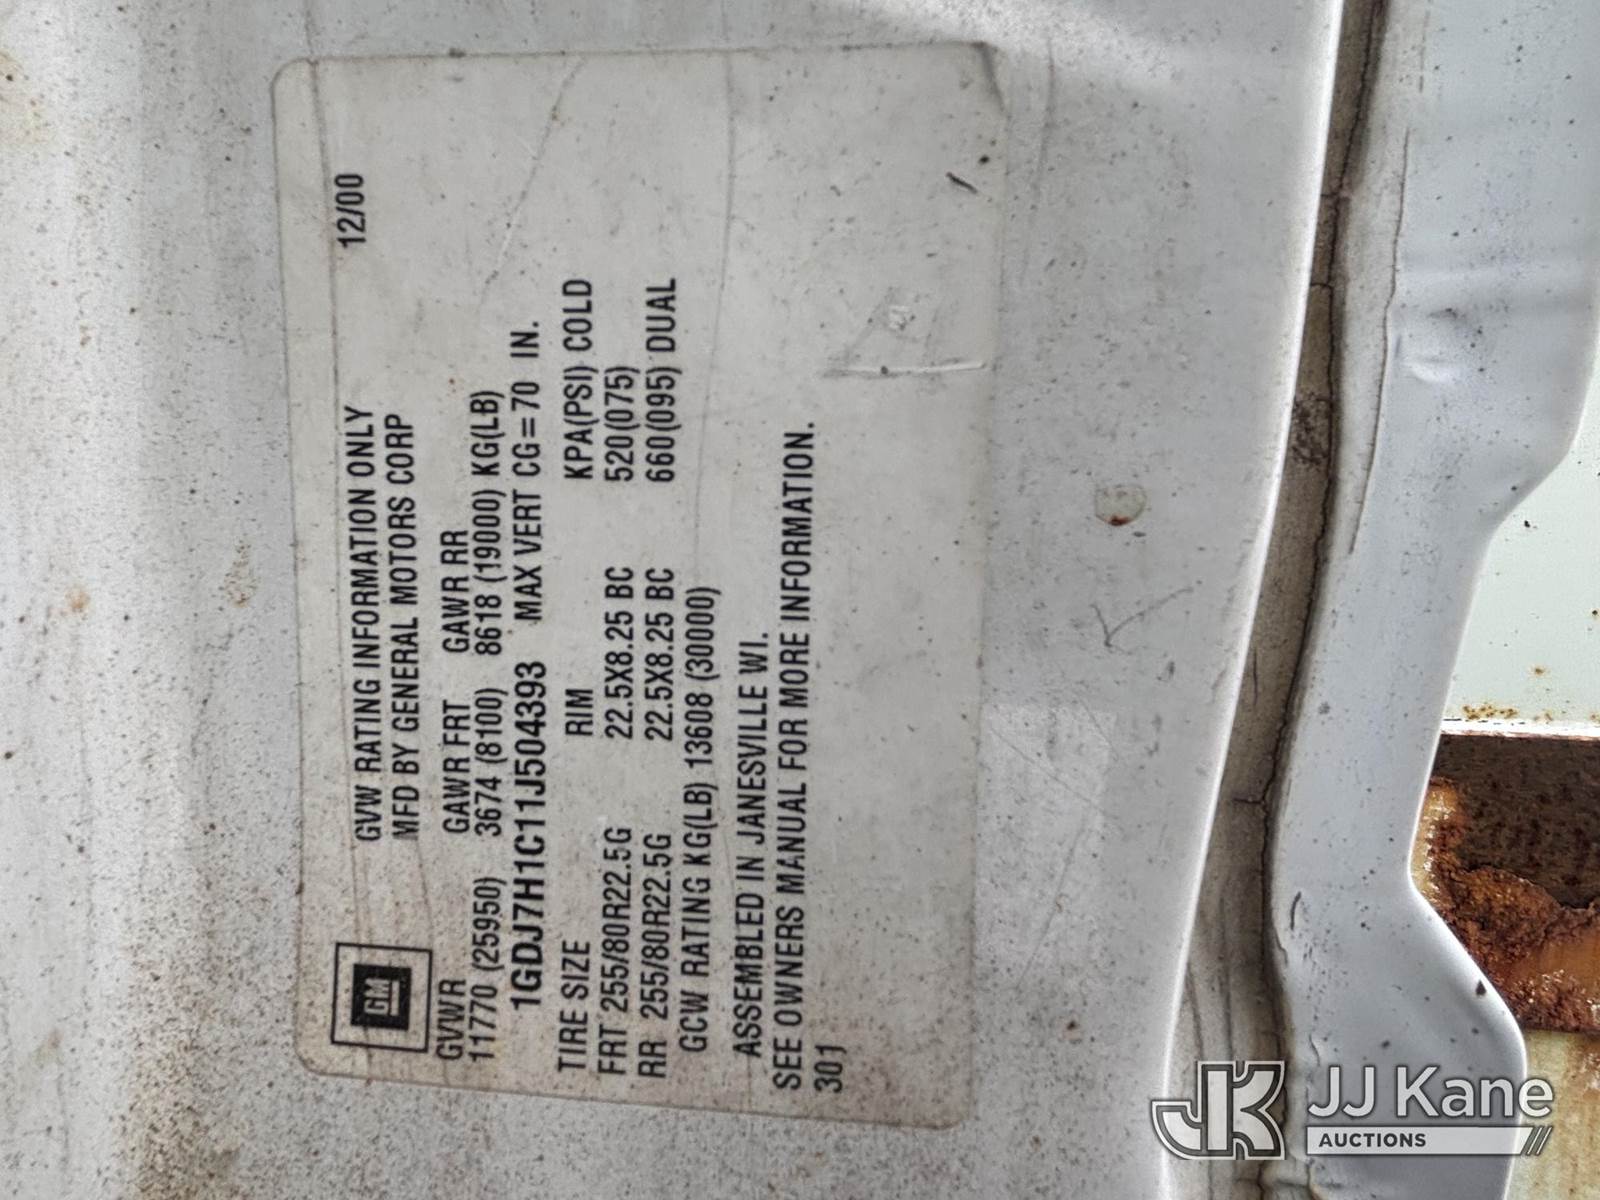 GM
GVW RATING INFORMATION ONLY 12/00
MFD BY GENERAL MOTORS CORP
GVWR GAWR FRT GAWR RR
11770 (25950) 3674 (8100) 8618 (19000) KG(LB)
1GDJ7H1C11J504393 MAX VERT CG=70 IN.
TIRE SIZE RIM KPA(PSI) COLD
FRT 255/80R22.5G 22.5X8.25 BC 520(075)
RR 255/80R22.5G 22.5X8.25 BC 660(095) DUAL
GCW RATING KG(LB) 13608 (30000)
ASSEMBLED IN JANESVILLE WI.
SEE OWNERS MANUAL FOR MORE INFORMATION.
301
JK JJ Kane
AUCTIONS